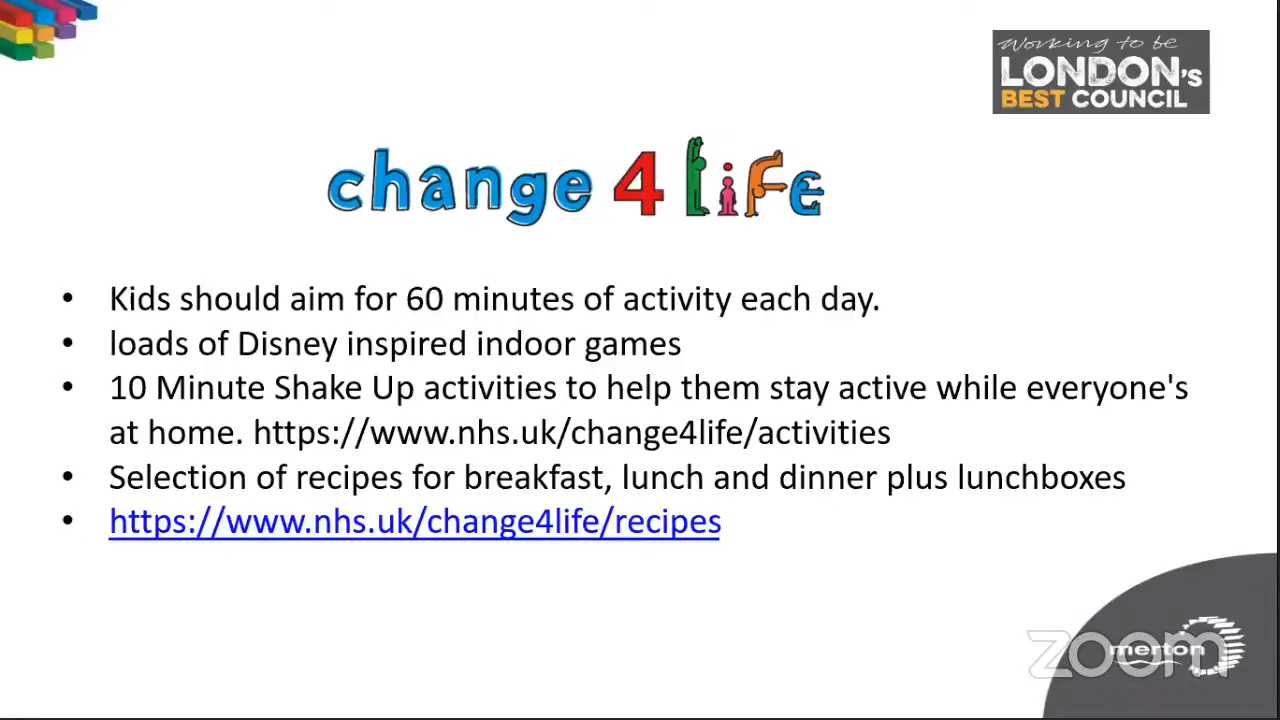 Working to be
LONDON's
BEST COUNCIL
change 4 life
• Kids should aim for 60 minutes of activity each day.
• loads of Disney inspired indoor games
• 10 Minute Shake Up activities to help them stay active while everyone's
at home. https://www.nhs.uk/change4life/activities
• Selection of recipes for breakfast, lunch and dinner plus lunchboxes
• https://www.nhs.uk/change4life/recipes
zoom
merton